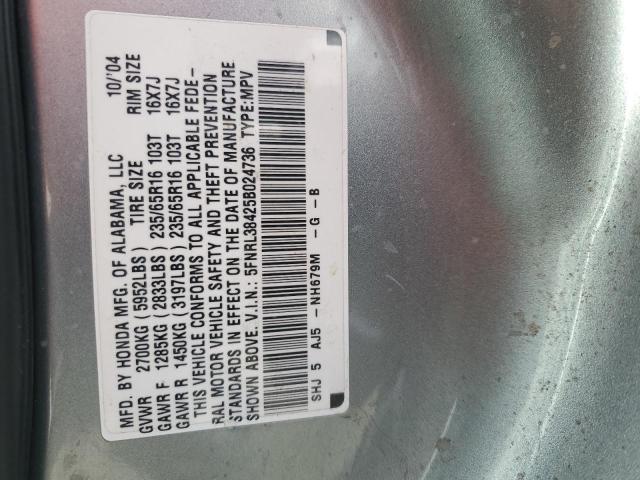 MFD. BY HONDA MFG. OF ALABAMA, LLC 10/'04
GVWR 2700KG (5952LBS) TIRE SIZE RIM SIZE
GAWR F 1285KG (2833LBS) 235/65R16 103T 16X7J
GAWR R 1450KG (3197LBS) 235/65R16 103T 16X7J
THIS VEHICLE CONFORMS TO ALL APPLICABLE FEDE-
RAL MOTOR VEHICLE SAFETY AND THEFT PREVENTION
STANDARDS IN EFFECT ON THE DATE OF MANUFACTURE
SHOWN ABOVE. V.I.N.: 5FNRL38425B024736 TYPE:MPV
SHJ 5 AJ5 -NH679M -G -B